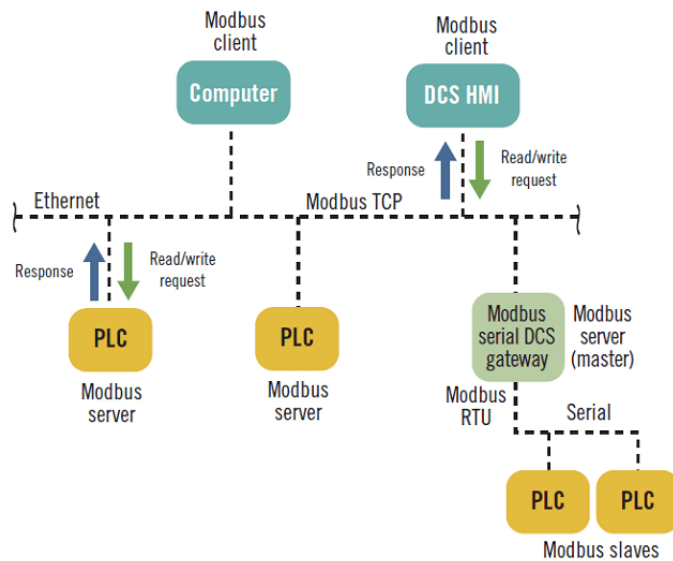 Modbus
client
Computer
Modbus
client
DCS HMI
Response
Read/write
request
Ethernet
Modbus TCP
Response
Read/write
request
PLC
Modbus
server
PLC
Modbus
server
Modbus
serial DCS
gateway
Modbus
server
(master)
Modbus
RTU
Serial
PLC
PLC
Modbus slaves